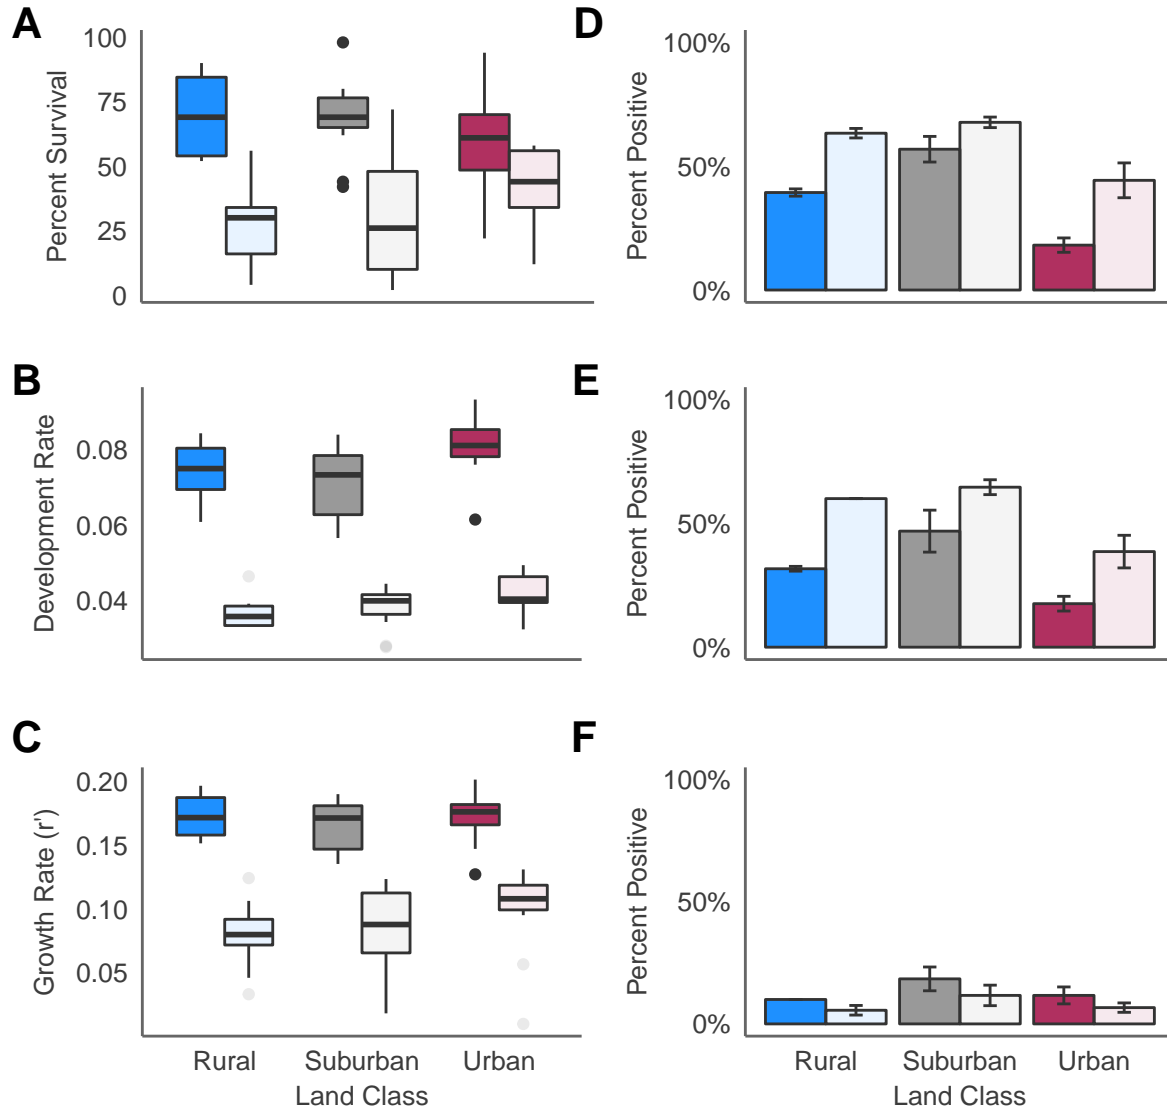 A
Percent Survival
100
75
50
25
0
B
Development Rate
0.08
0.06
0.04
C
Growth Rate (r')
0.20
0.15
0.10
0.05
Rural
Suburban
Urban
Land Class
D
Percent Positive
100%
50%
0%
E
Percent Positive
100%
50%
0%
F
Percent Positive
100%
50%
0%
Rural
Suburban
Urban
Land Class